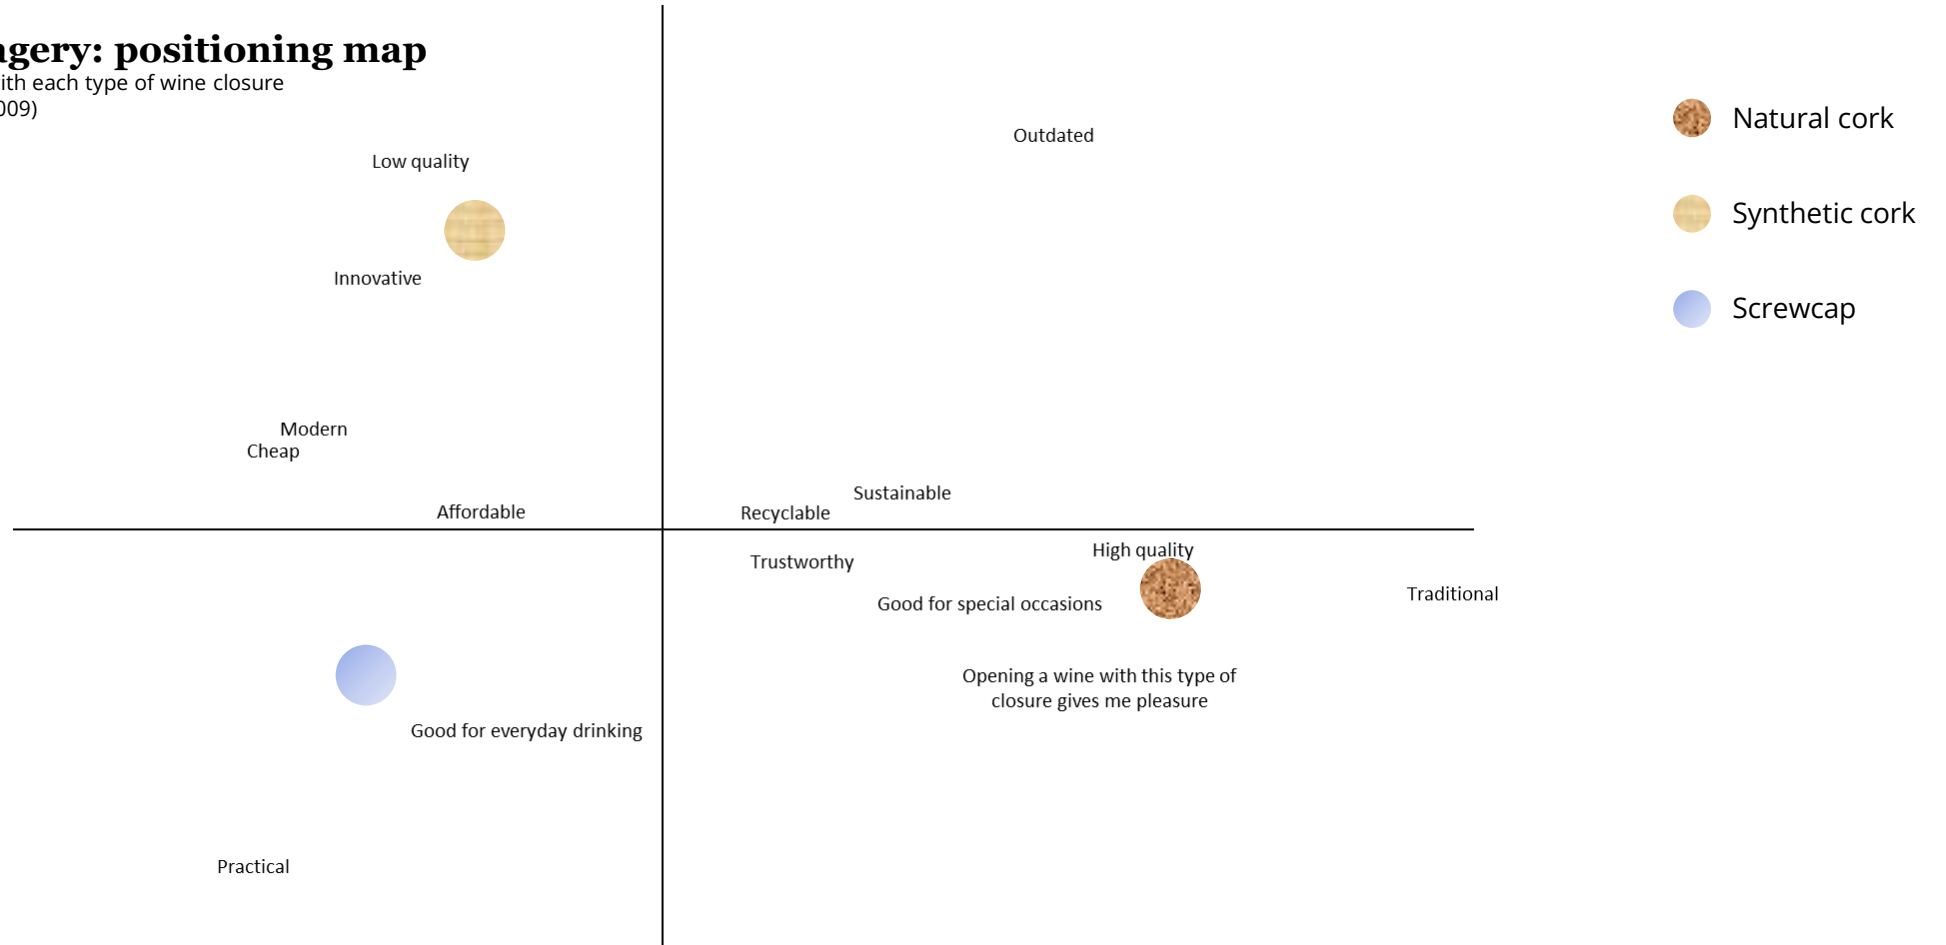 agery: positioning map
ith each type of wine closure
009)
Natural cork
Outdated
Low quality
Synthetic cork
Innovative
Screwcap
Modern
Cheap
Sustainable
Affordable
Recyclable
High quality
Trustworthy
Traditional
Good for special occasions
Opening a wine with this type of
closure gives me pleasure
Good for everyday drinking
Practical